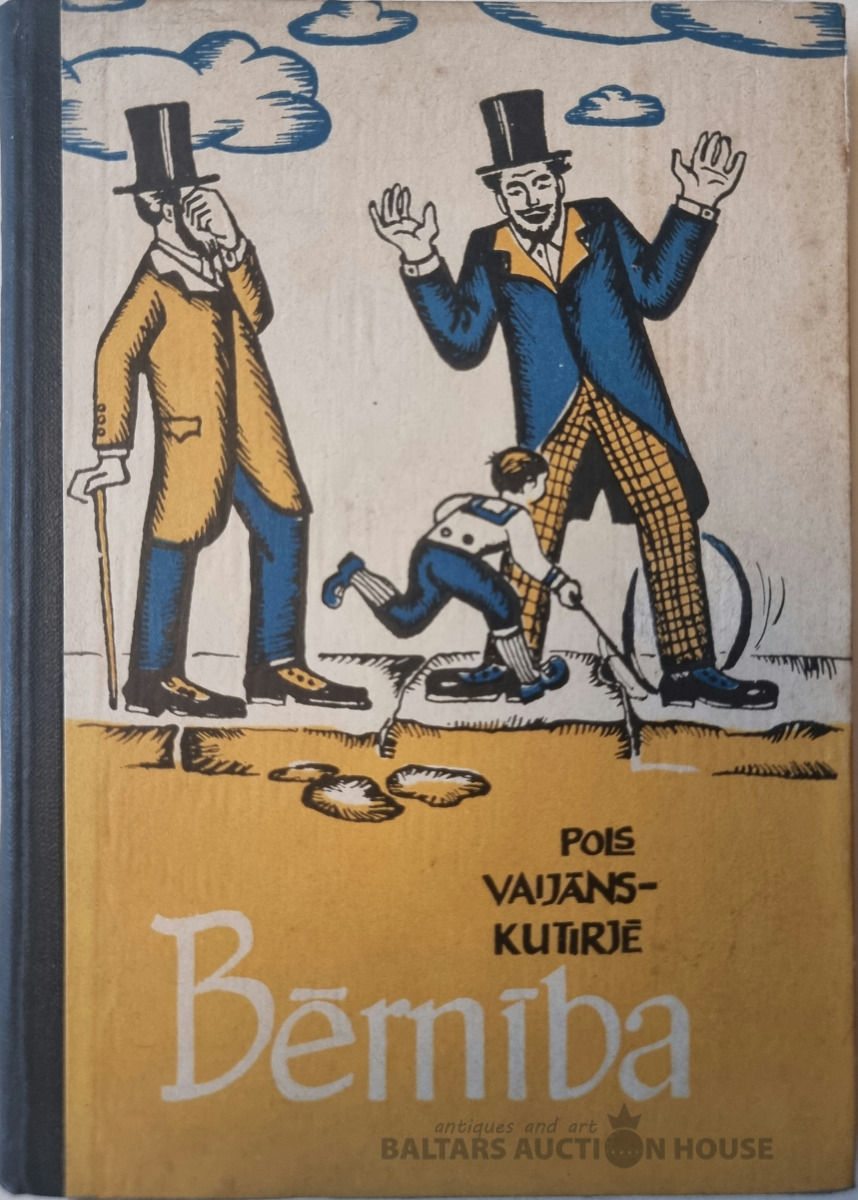 POLS
VAIJĀNS-
KUTIRJĒ
Bērnība
antiques and art
BALTARS AUCTION HOUSE